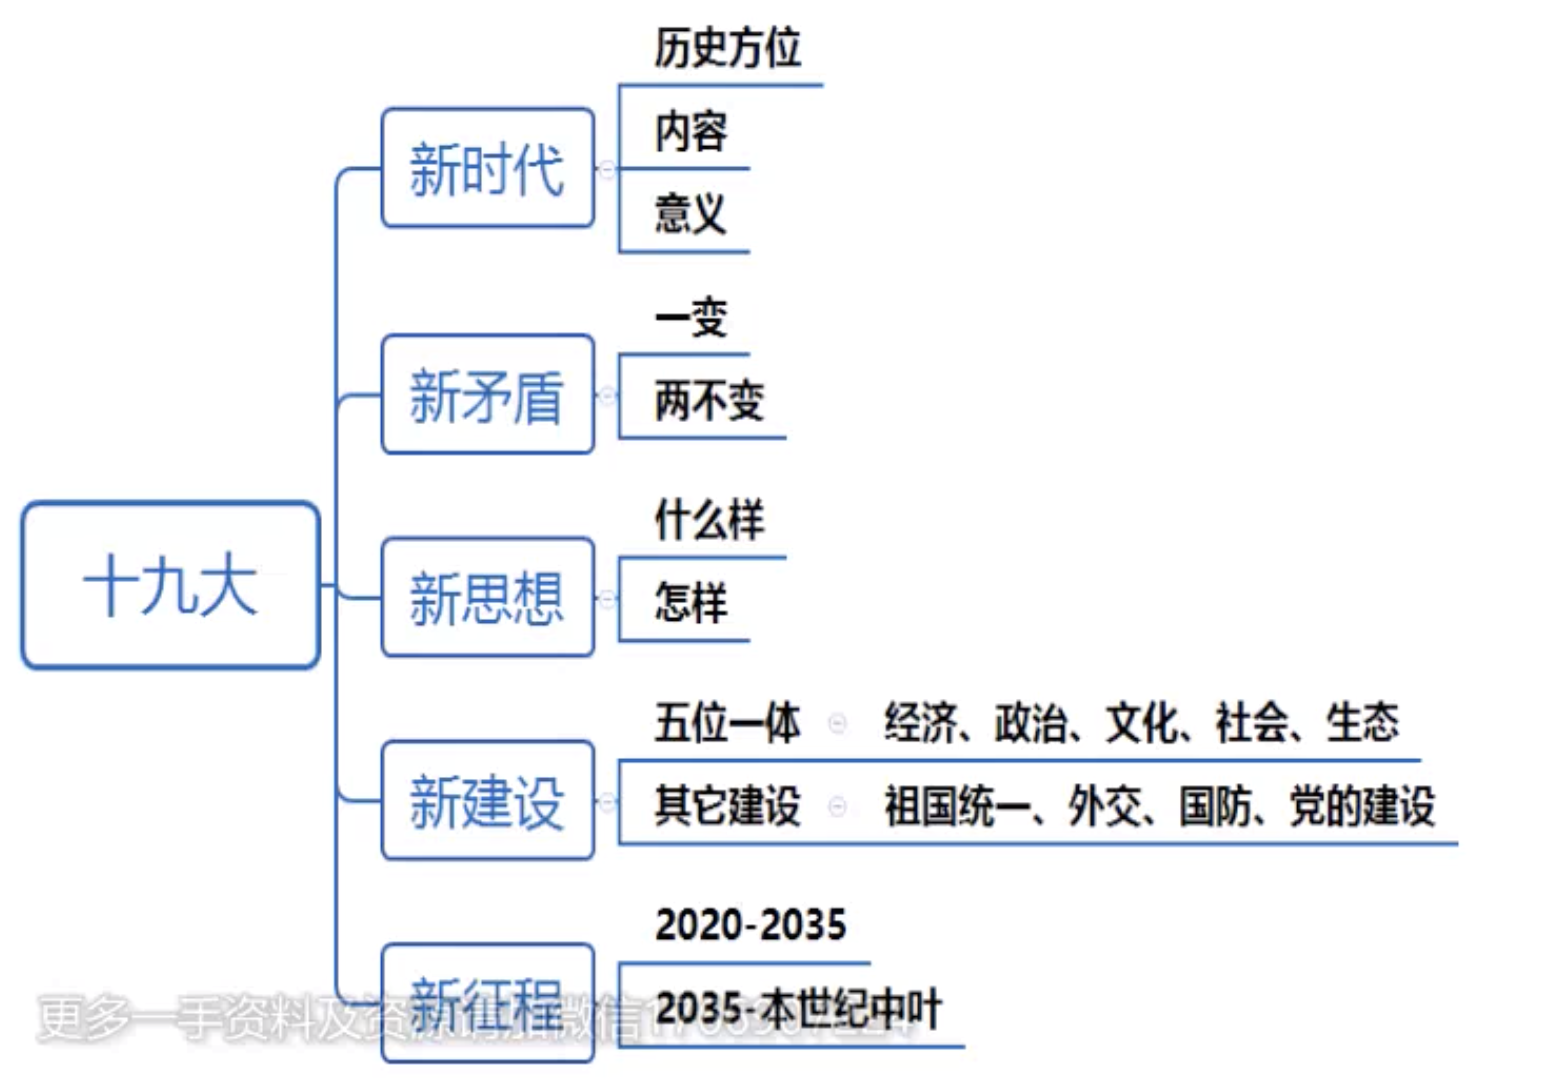 历史方位
内容
新时代
意义
一变
新矛盾
两不变
什么样
十九大
新思想
怎样
五位一体 经济、政治、文化、社会、生态
新建设
其它建设 祖国统一、外交、国防、党的建设
2020-2035
新征程
2035-本世纪中叶
更多一手资料及资源请加微信